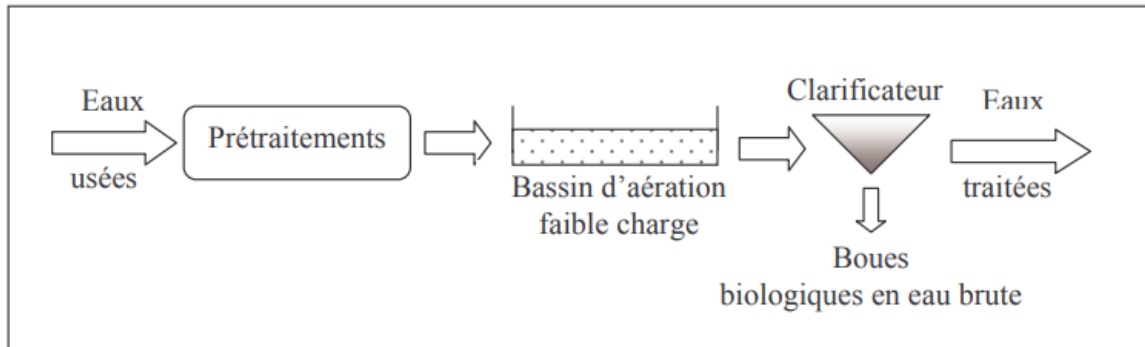 Eaux
usées
Prétraitements
Bassin d'aération
faible charge
Clarificateur
Boues
biologiques en eau brute
Eaux
traitées